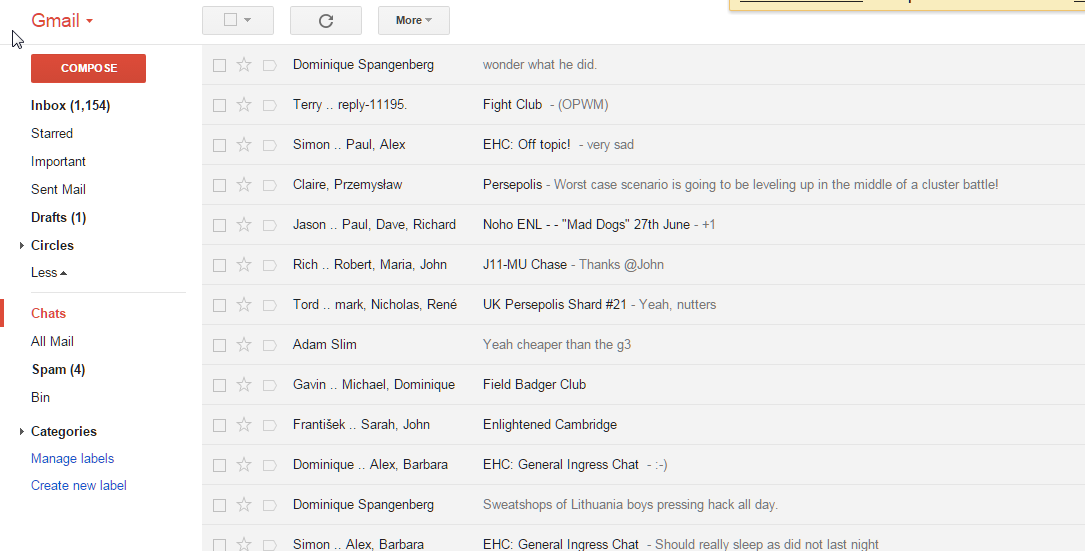 Gmail
More
COMPOSE
Inbox (1,154)
Starred
Important
Sent Mail
Drafts (1)
Circles
Less
Chats
All Mail
Spam (4)
Bin
Categories
Manage labels
Create new label
Dominique Spangenberg wonder what he did.
Terry .. reply-11195. Fight Club - (OPWM)
Simon .. Paul, Alex EHC: Off topic! - very sad
Claire, Przemysław Persepolis - Worst case scenario is going to be leveling up in the middle of a cluster battle!
Jason .. Paul, Dave, Richard Noho ENL - - "Mad Dogs" 27th June - +1
Rich .. Robert, Maria, John J11-MU Chase - Thanks @John
Tord .. mark, Nicholas, René UK Persepolis Shard #21 - Yeah, nutters
Adam Slim Yeah cheaper than the g3
Gavin .. Michael, Dominique Field Badger Club
František .. Sarah, John Enlightened Cambridge
Dominique .. Alex, Barbara EHC: General Ingress Chat - :-)
Dominique Spangenberg Sweatshops of Lithuania boys pressing hack all day.
Simon .. Alex, Barbara EHC: General Ingress Chat - Should really sleep as did not last night